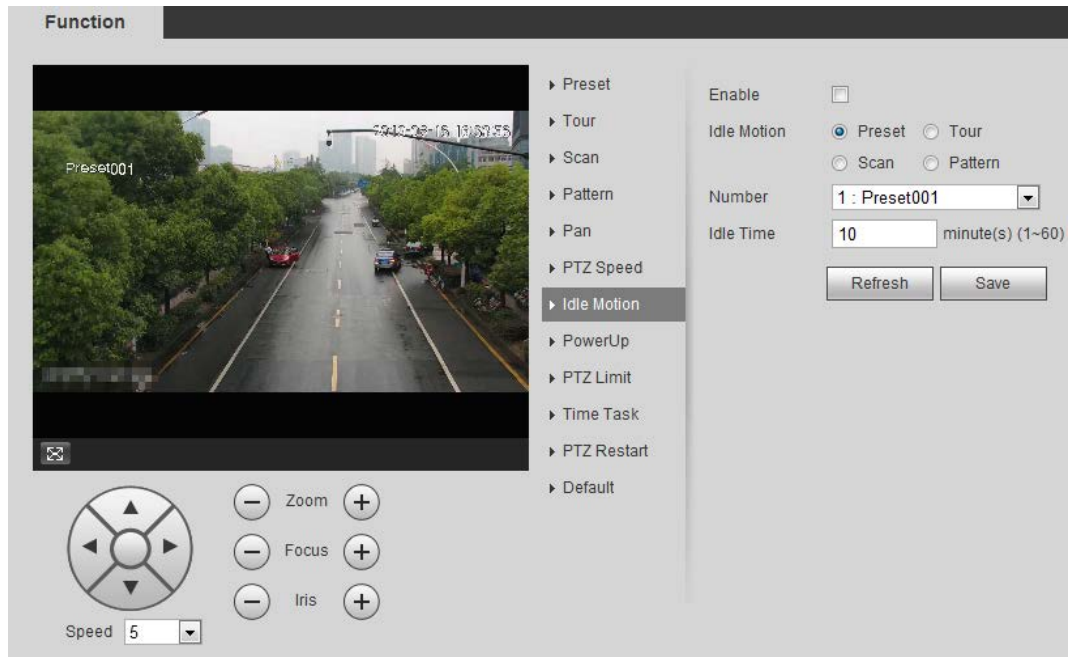 Function
Preset001
Zoom
Focus
Iris
Speed 5
Preset
Tour
Scan
Pattern
Pan
PTZ Speed
Idle Motion
PowerUp
PTZ Limit
Time Task
PTZ Restart
Default
Enable
Idle Motion Preset Tour
Scan Pattern
Number 1 : Preset001
Idle Time 10 minute(s) (1~60)
Refresh Save